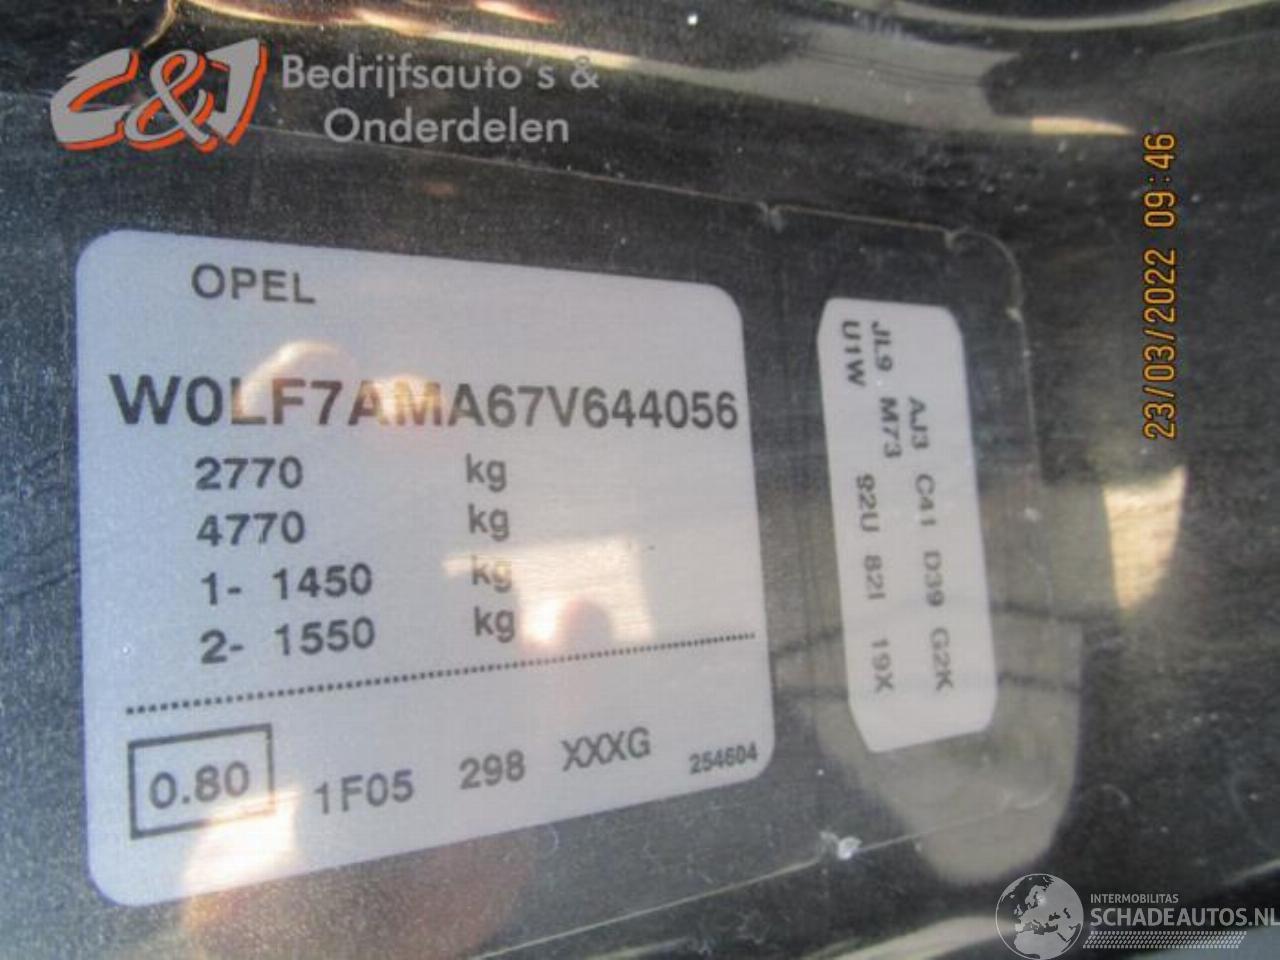 C&J Bedrijfsauto's &
Onderdelen
OPEL
W0LF7AMA67V644056
2770 kg
4770 kg
1- 1450 kg
2- 1550 kg
0.80 1F05 298 XXXG 254604
AJ3 C41 D39 G2K
JL9 M73 92U 82I 19X
U1W
23/03/2022 09:46
INTERMOBILITAS
SCHADEAUTOS.NL